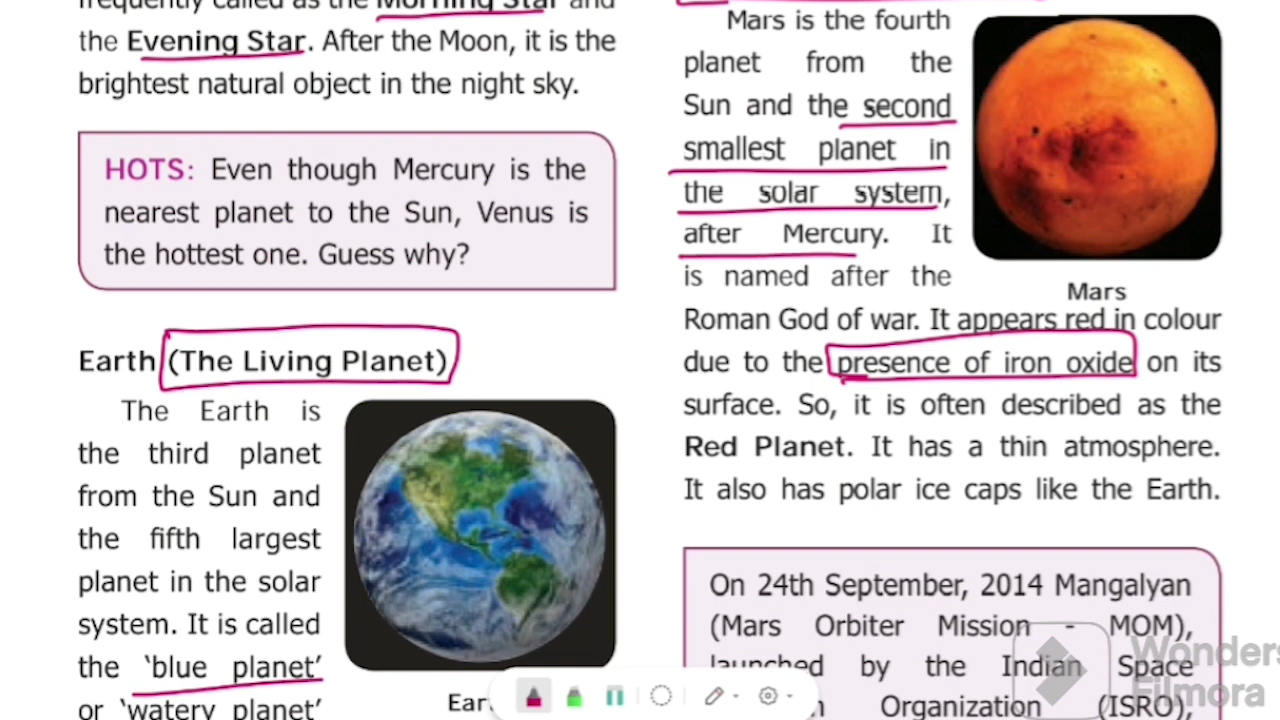 frequently called as the Morning Star and
the Evening Star. After the Moon, it is the
brightest natural object in the night sky.
HOTS: Even though Mercury is the
nearest planet to the Sun, Venus is
the hottest one. Guess why?
Earth (The Living Planet)
The Earth is
the third planet
from the Sun and
the fifth largest
planet in the solar
system. It is called
the ‘blue planet’
or ‘watery planet’
Mars is the fourth
planet from the
Sun and the second
smallest planet in
the solar system,
after Mercury. It
is named after the
Mars
Roman God of war. It appears red in colour
due to the presence of iron oxide on its
surface. So, it is often described as the
Red Planet. It has a thin atmosphere.
It also has polar ice caps like the Earth.
On 24th September, 2014 Mangalyan
(Mars Orbiter Mission - MOM),
launched by the Indian Space
Organization (ISRO),
Filmora